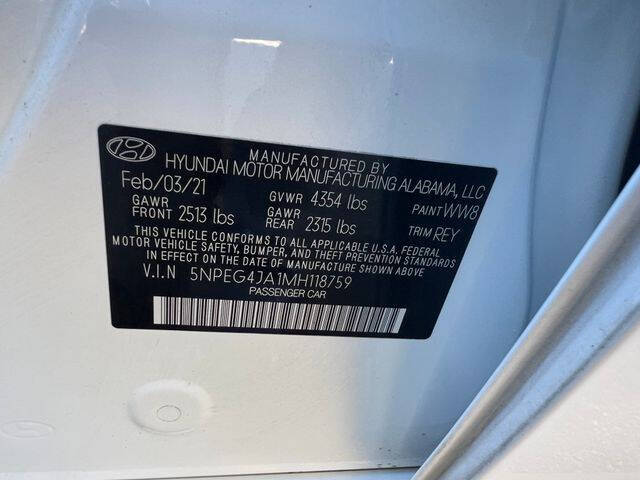 MANUFACTURED BY
HYUNDAI MOTOR MANUFACTURING ALABAMA, LLC
Feb/03/21 GVWR 4354 lbs PAINT WW8
GAWR FRONT 2513 lbs GAWR REAR 2315 lbs TRIM REY
THIS VEHICLE CONFORMS TO ALL APPLICABLE U.S.A. FEDERAL
MOTOR VEHICLE SAFETY, BUMPER, AND THEFT PREVENTION STANDARDS
IN EFFECT ON THE DATE OF MANUFACTURE SHOWN ABOVE.
V.I.N 5NPEG4JA1MH118759
PASSENGER CAR